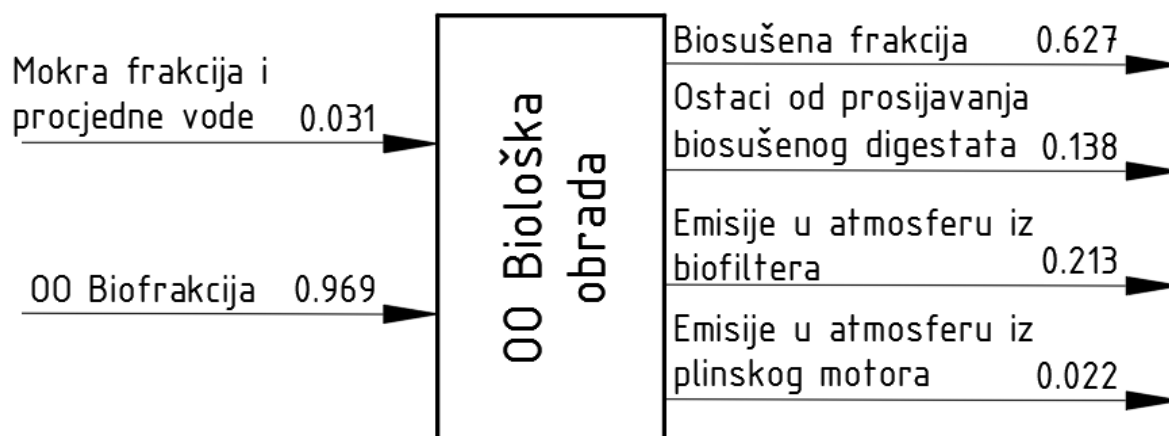 Mokra frakcija i
procjedne vode 0.031
OO Biofrakcija 0.969
OO Biološka
obrada
Biosušena frakcija 0.627
Ostaci od prosijavanja
biosušenog digestata 0.138
Emisije u atmosferu iz
biofiltera 0.213
Emisije u atmosferu iz
plinskog motora 0.022